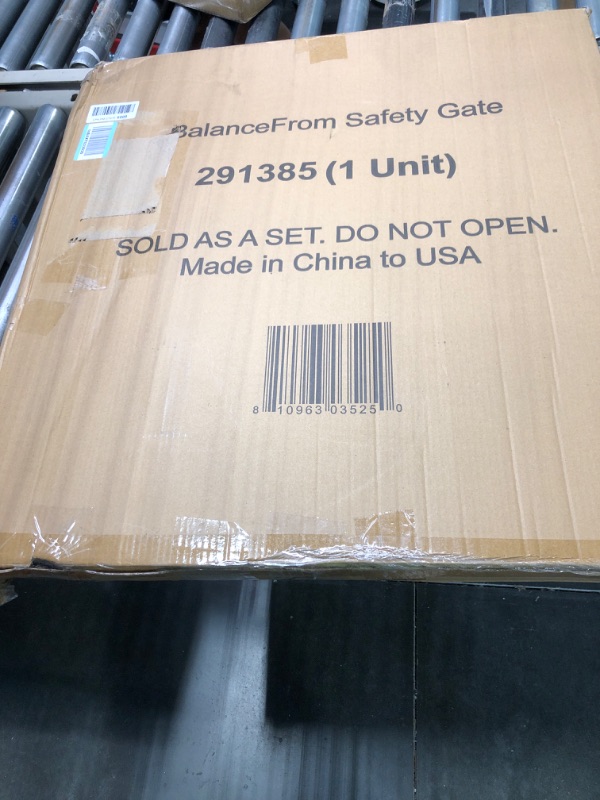 BalanceFrom Safety Gate
291385 (1 Unit)
SOLD AS A SET. DO NOT OPEN.
Made in China to USA
8 10963 03525 0